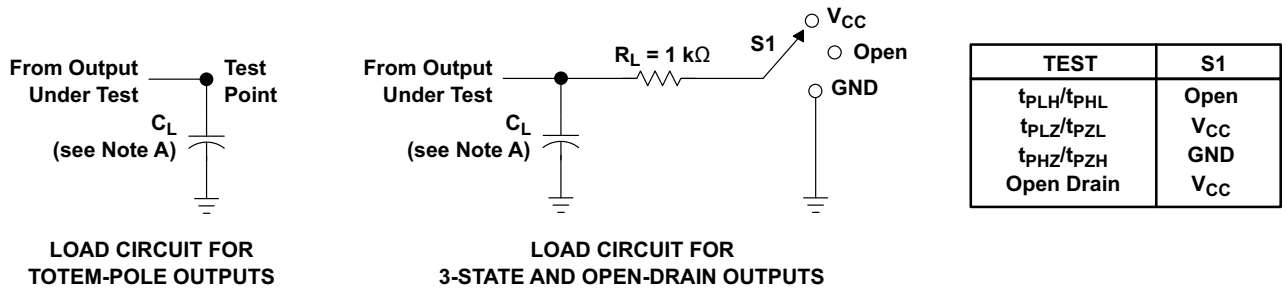 From Output
Under Test
Test
Point
C_L
(see Note A)
LOAD CIRCUIT FOR
TOTEM-POLE OUTPUTS
From Output
Under Test
C_L
(see Note A)
R_L = 1 kΩ
S1
V_CC
Open
GND
LOAD CIRCUIT FOR
3-STATE AND OPEN-DRAIN OUTPUTS
TEST S1
t_PLH/t_PHL Open
t_PLZ/t_PZL V_CC
t_PHZ/t_PZH GND
Open Drain V_CC